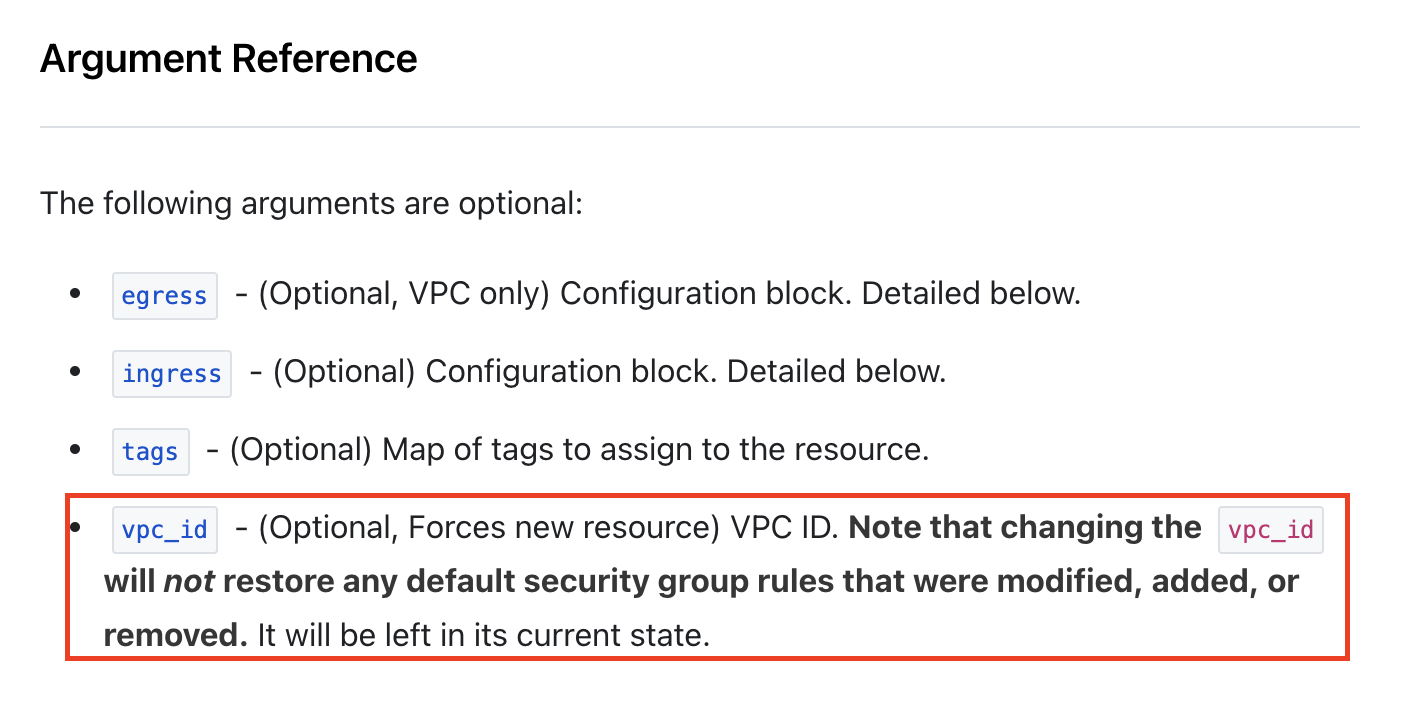 Argument Reference
The following arguments are optional:
• egress - (Optional, VPC only) Configuration block. Detailed below.
• ingress - (Optional) Configuration block. Detailed below.
• tags - (Optional) Map of tags to assign to the resource.
• vpc_id - (Optional, Forces new resource) VPC ID. Note that changing the vpc_id
will not restore any default security group rules that were modified, added, or
removed. It will be left in its current state.